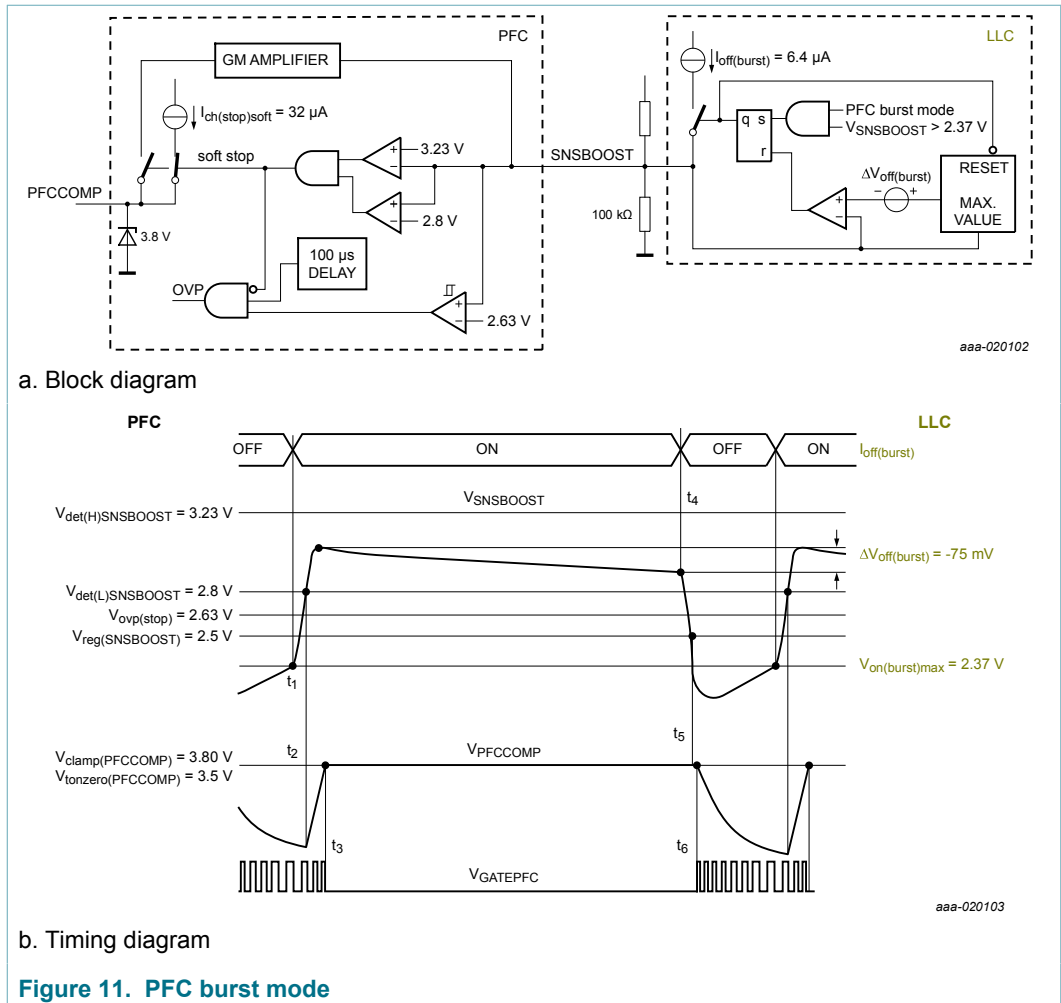 PFC
LLC
GM AMPLIFIER
Ioff(burst) = 6.4 µA
Ich(stop)soft = 32 µA
PFC burst mode
VSNSBOOST > 2.37 V
q s
r
3.23 V
soft stop
SNSBOOST
PFCCOMP
+
−
+
−
2.8 V
3.8 V
ΔVoff(burst)
− +
RESET
MAX.
VALUE
+
−
100 kΩ
100 µs
DELAY
OVP
+
−
2.63 V
aaa-020102
a. Block diagram
PFC
LLC
OFF
ON
OFF
ON
Ioff(burst)
VSNSBOOST
t4
Vdet(H)SNSBOOST = 3.23 V
ΔVoff(burst) = -75 mV
Vdet(L)SNSBOOST = 2.8 V
Vovp(stop) = 2.63 V
Vreg(SNSBOOST) = 2.5 V
Von(burst)max = 2.37 V
t1
t2
t5
VPFCCOMP
Vclamp(PFCCOMP) = 3.80 V
Vtonzero(PFCCOMP) = 3.5 V
t3
t6
VGATEPFC
aaa-020103
b. Timing diagram
Figure 11. PFC burst mode